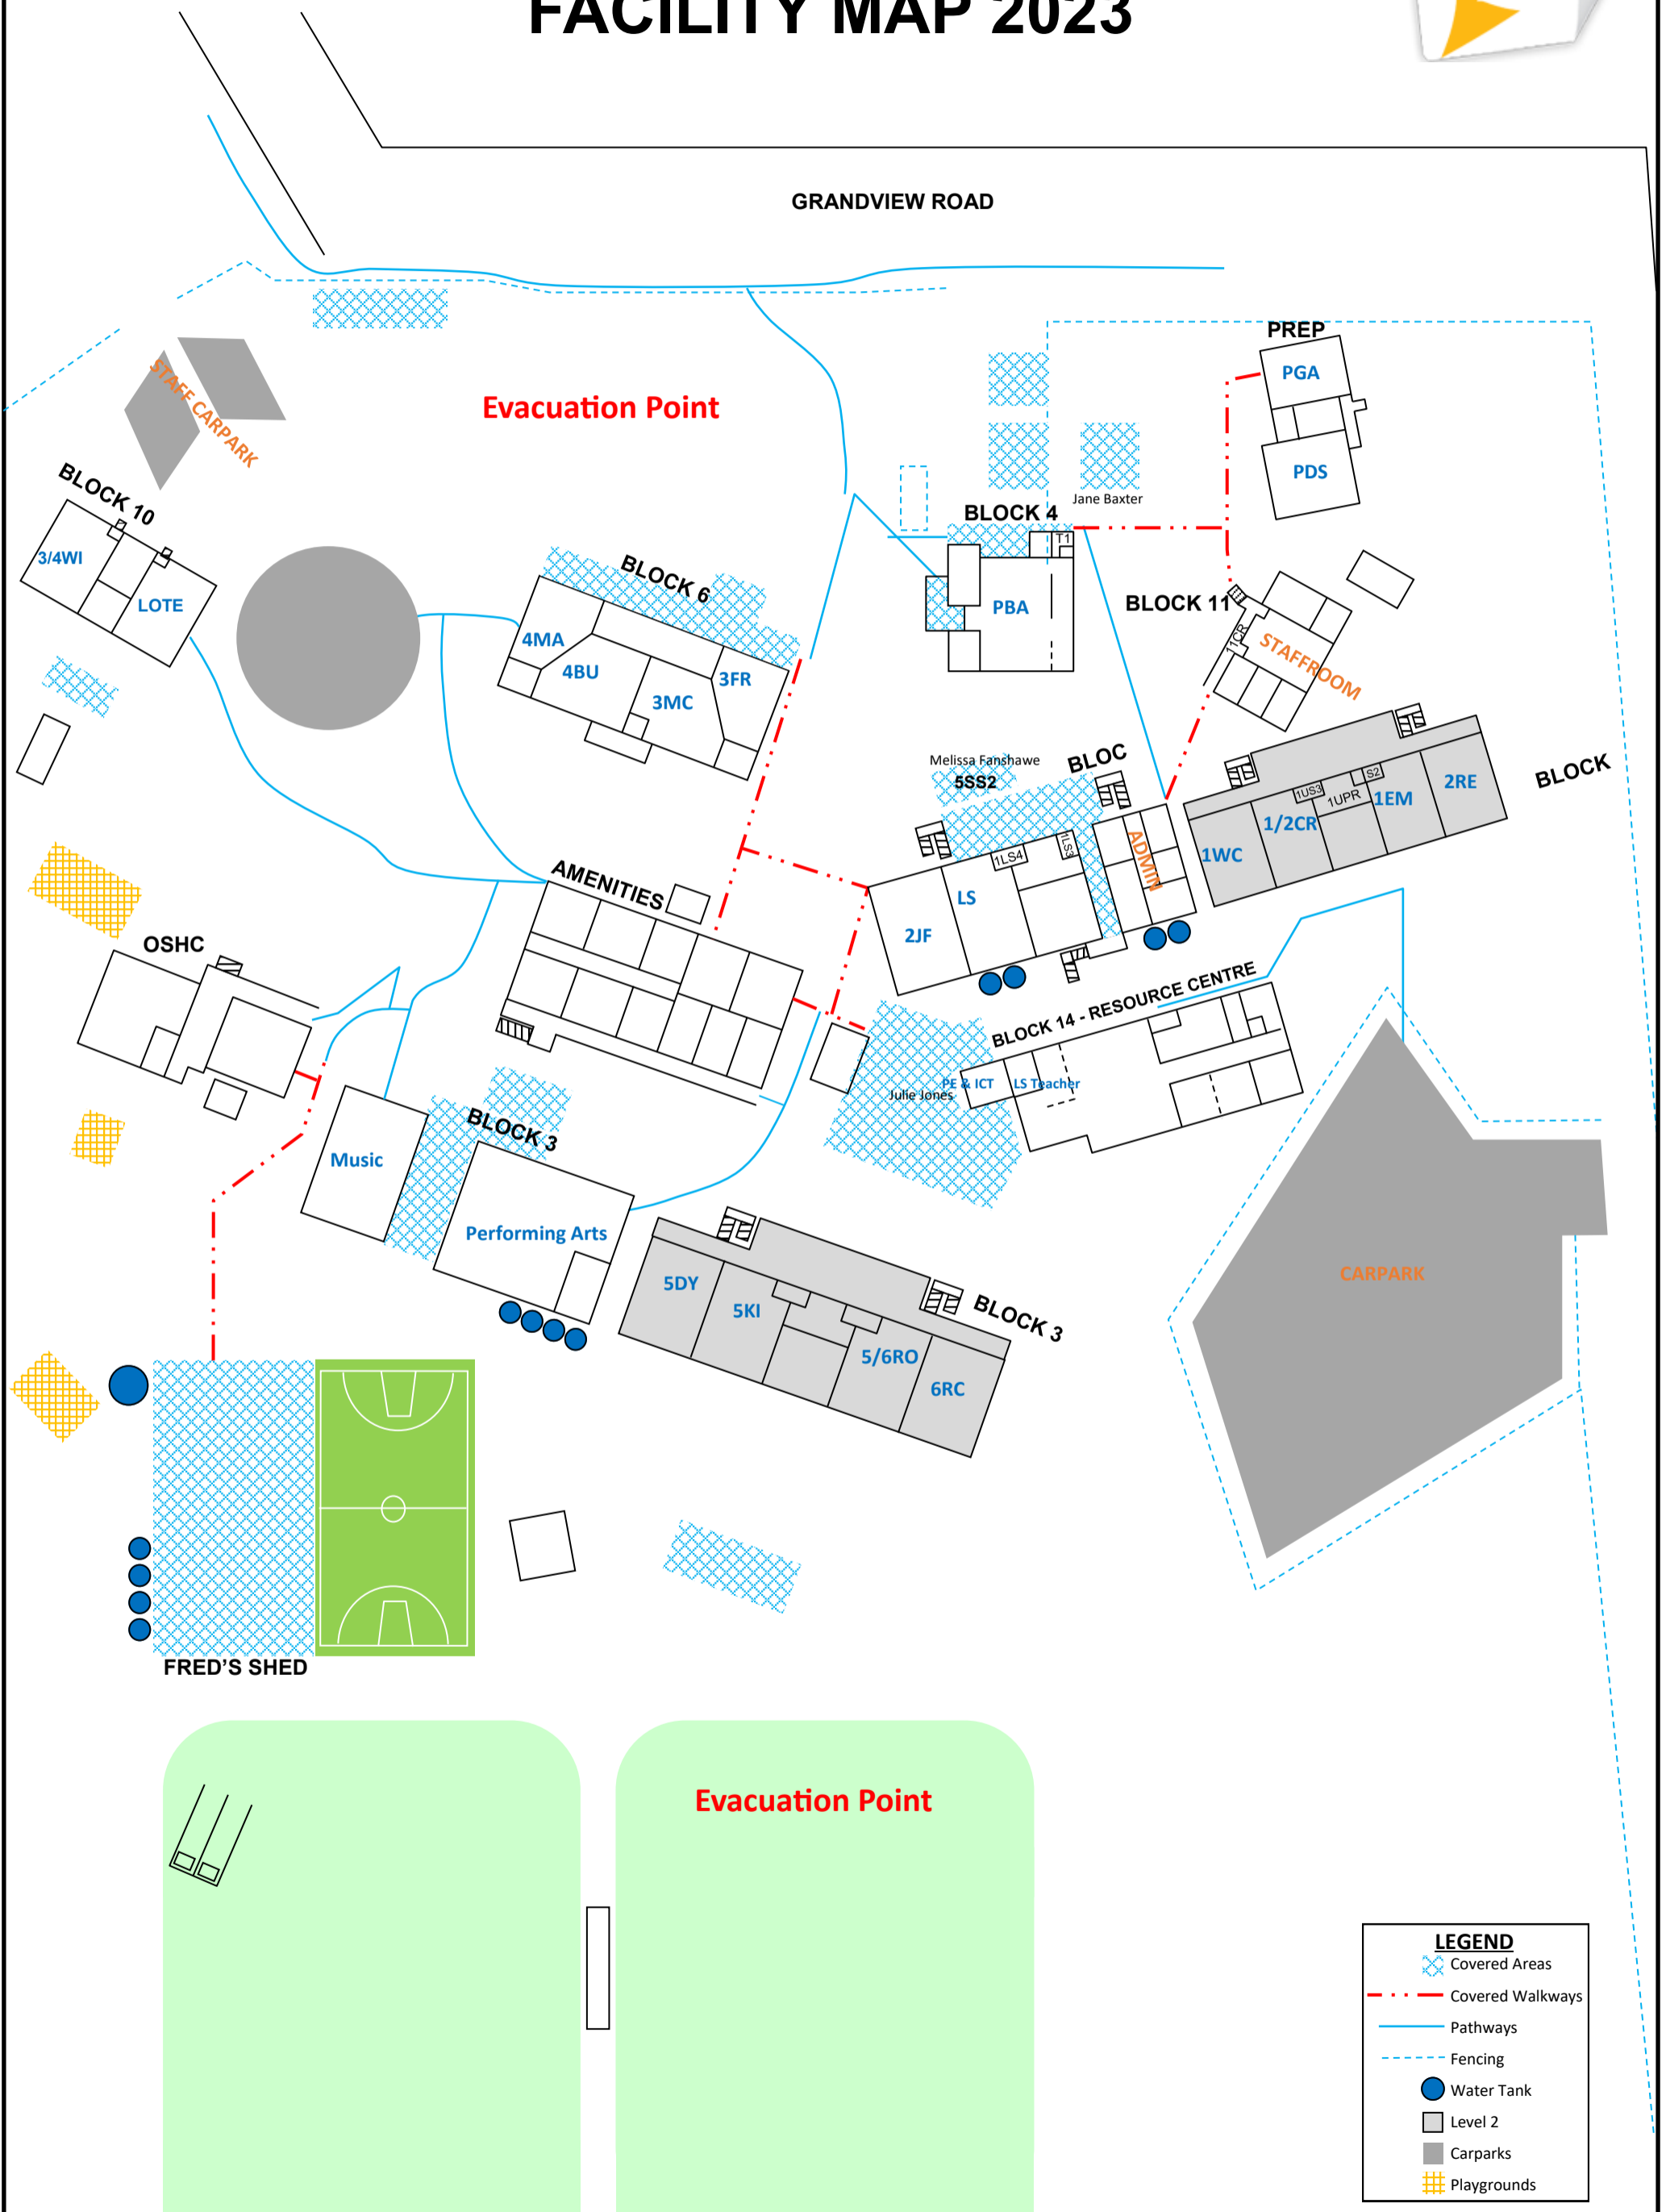 FACILITY MAP 2023
GRANDVIEW ROAD
PREP
PGA
STAFF CARPARK
Evacuation Point
PDS
BLOCK 10
Jane Baxter
BLOCK 4
T1
3/4WI
LOTE
BLOCK 6
PBA
BLOCK 11
11CR
STAFFROOM
4MA
4BU
3MC
3FR
Melissa Fanshawe
5SS2
BLOC
BLOCK
2RE
S2
1US3
1UPR
1EM
1/2CR
1WC
ADMIN
1LS3
1LS4
LS
2JF
AMENITIES
OSHC
BLOCK 14 - RESOURCE CENTRE
PE & ICT
LS Teacher
Julie Jones
BLOCK 3
Music
Performing Arts
5DY
5KI
BLOCK 3
5/6RO
6RC
CARPARK
FRED'S SHED
Evacuation Point
LEGEND
Covered Areas
Covered Walkways
Pathways
Fencing
Water Tank
Level 2
Carparks
Playgrounds